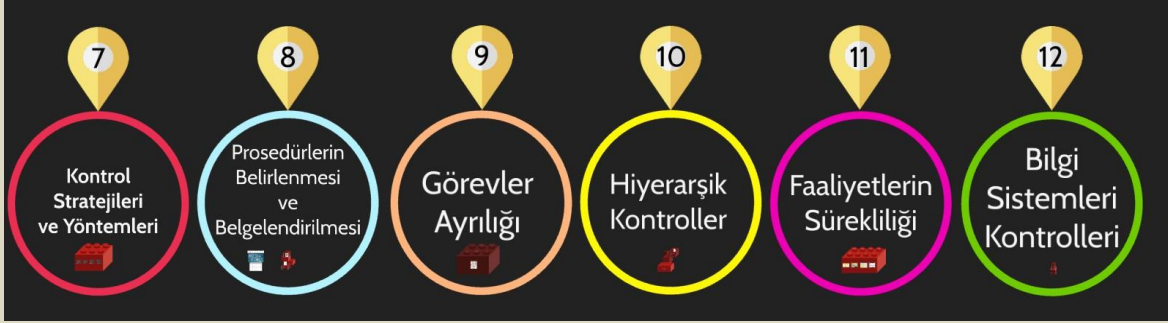 7
Kontrol
Stratejileri
ve Yöntemleri
8
Prosedürlerin
Belirlenmesi
ve
Belgelendirilmesi
9
Görevler
Ayrılığı
10
Hiyerarşik
Kontroller
11
Faaliyetlerin
Sürekliliği
12
Bilgi
Sistemleri
Kontrolleri